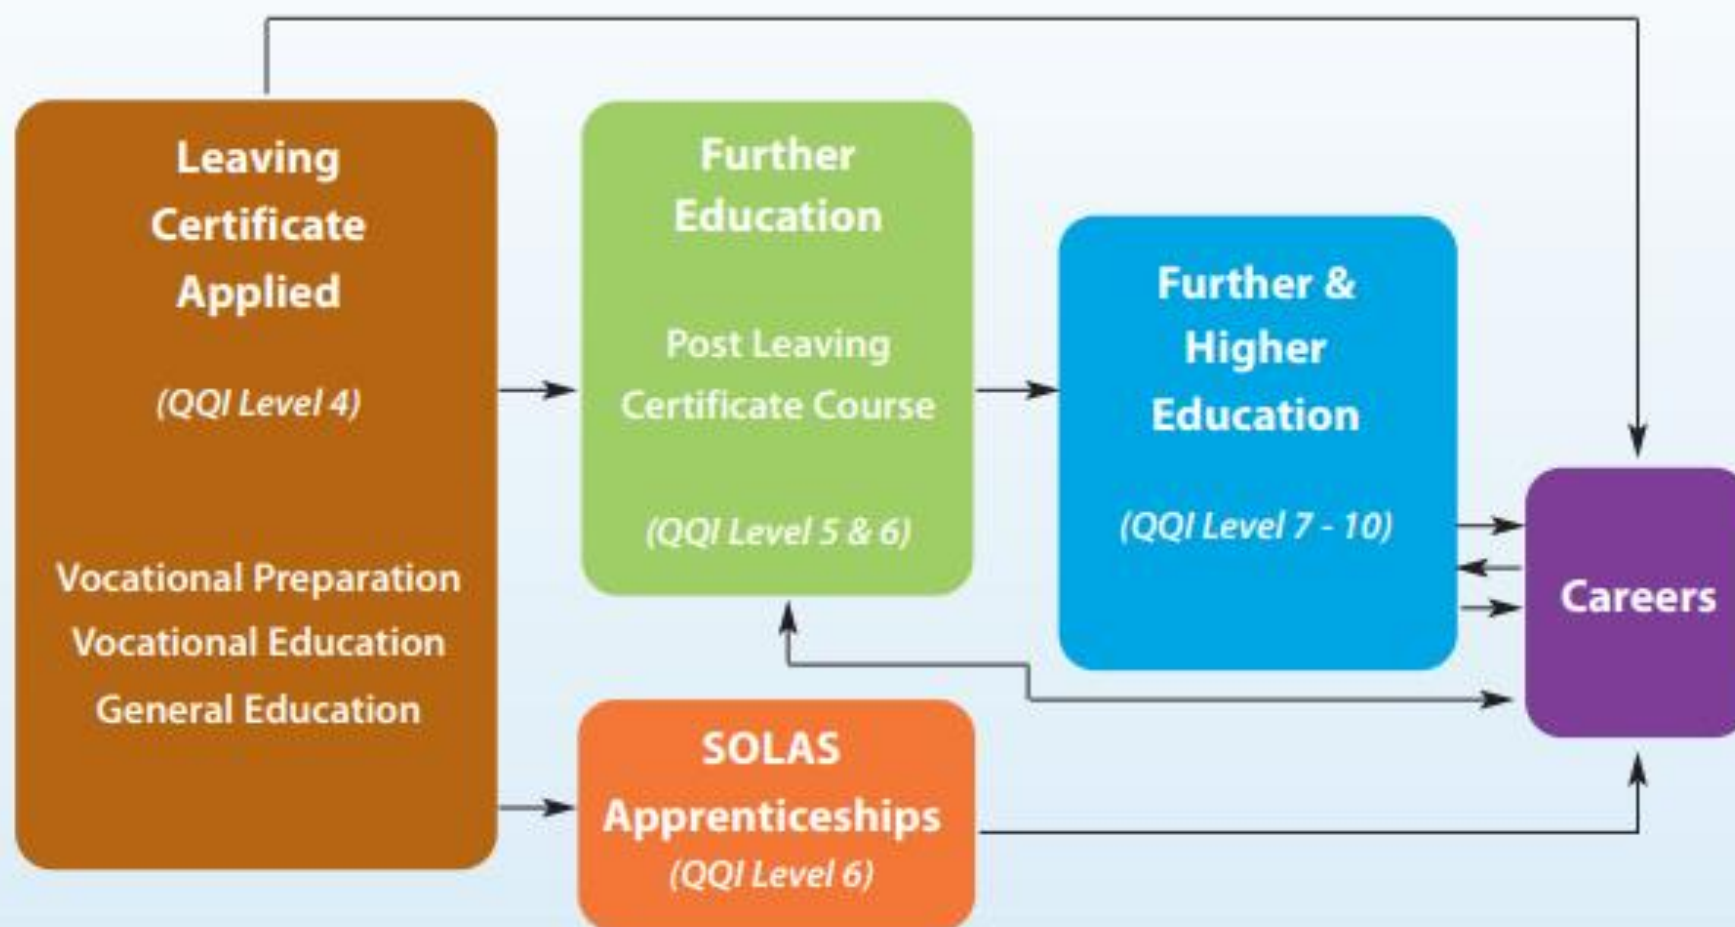 Leaving
Certificate
Applied
(QQI Level 4)
Vocational Preparation
Vocational Education
General Education
Further
Education
Post Leaving
Certificate Course
(QQI Level 5 & 6)
SOLAS
Apprenticeships
(QQI Level 6)
Further &
Higher
Education
(QQI Level 7 - 10)
Careers